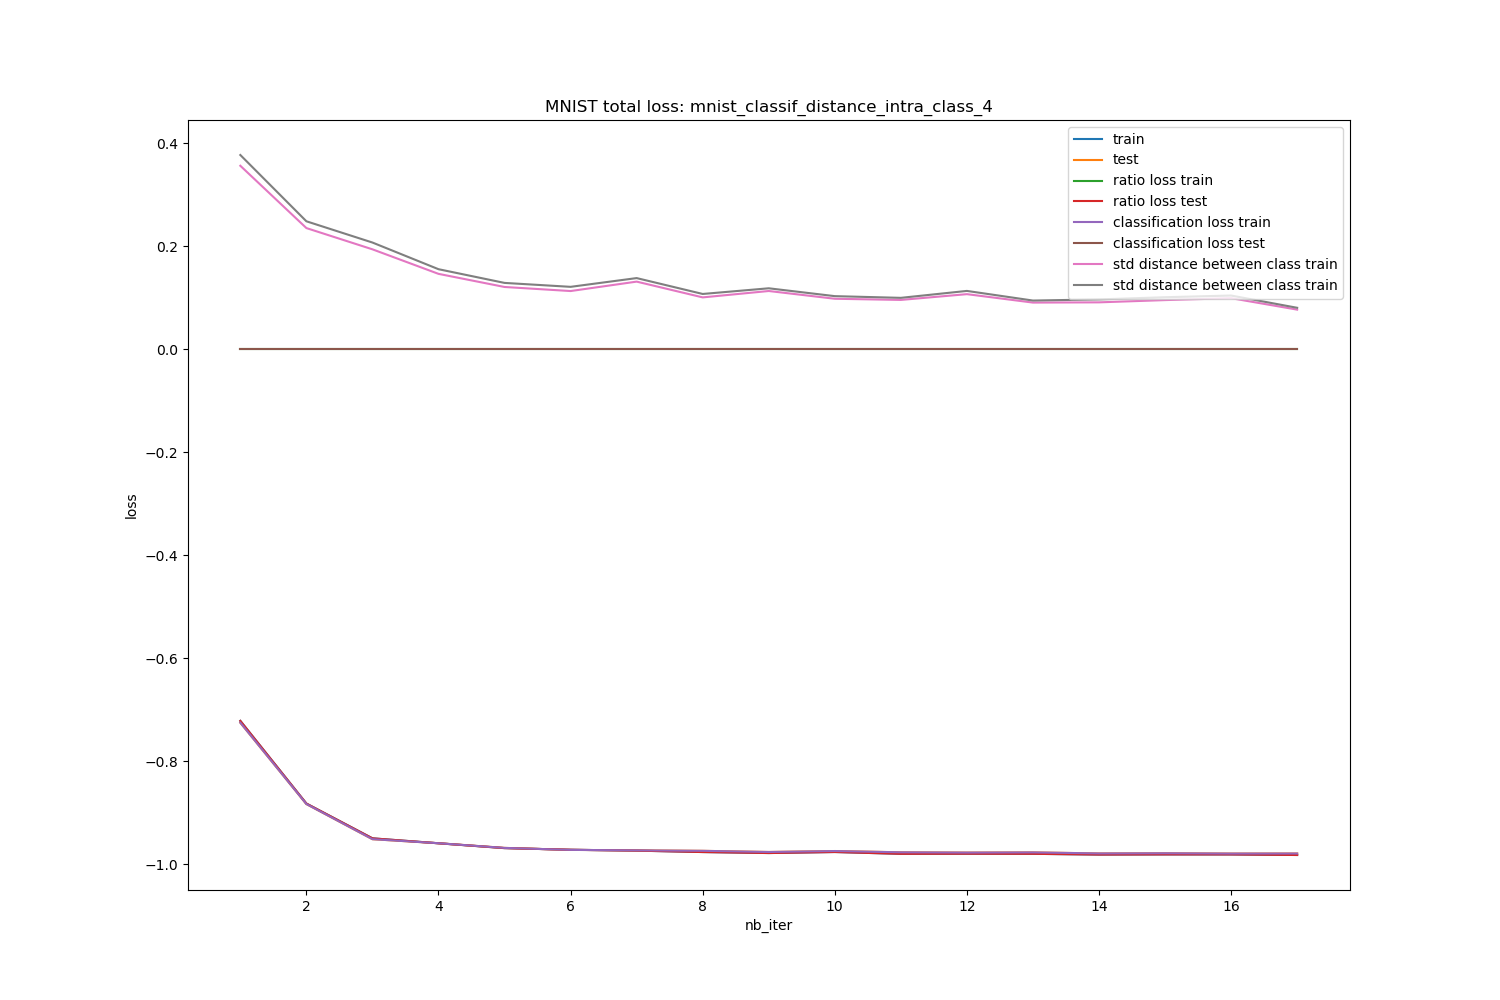 MNIST total loss: mnist_classif_distance_intra_class_4
train
test
ratio loss train
ratio loss test
classification loss train
classification loss test
std distance between class train
std distance between class train
0.4
0.2
0.0
−0.2
−0.4
−0.6
−0.8
−1.0
loss
2 4 6 8 10 12 14 16
nb_iter